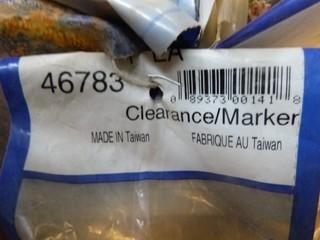 46783
0 89373 00141 8
Clearance/Marker
MADE IN Taiwan FABRIQUE AU Taiwan